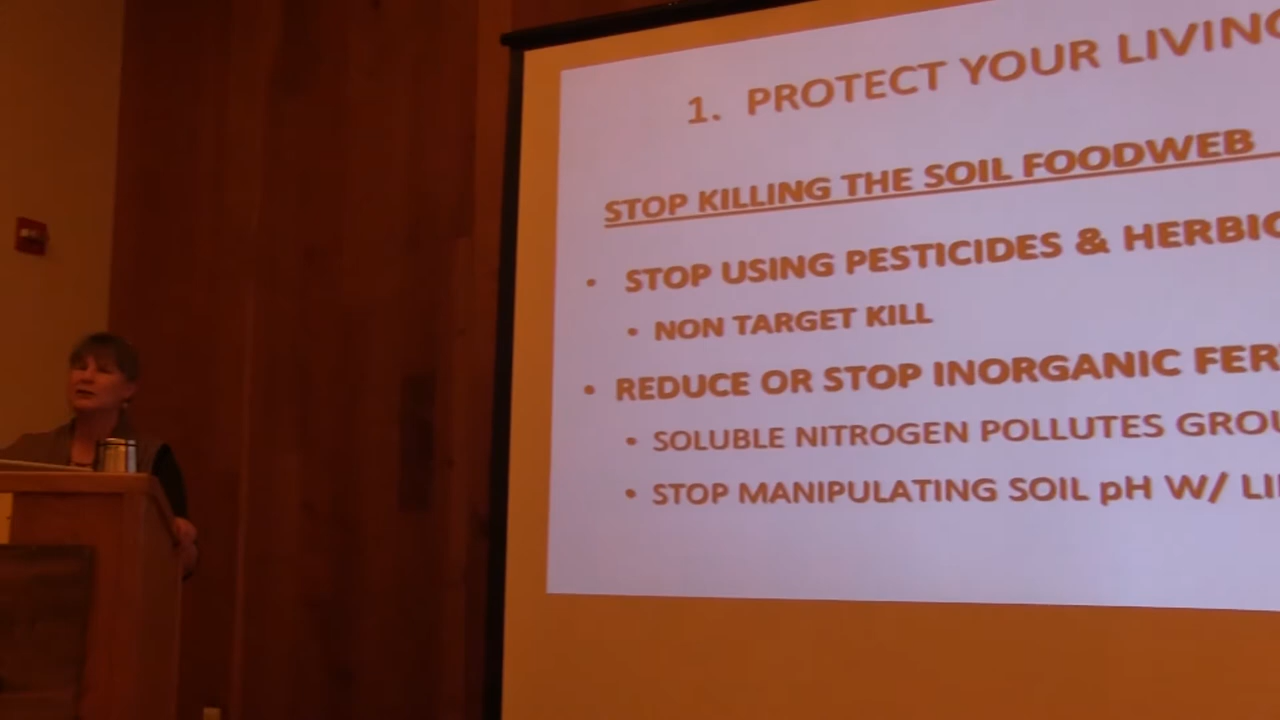 1. PROTECT YOUR LIVING
STOP KILLING THE SOIL FOODWEB
• STOP USING PESTICIDES & HERBIC
• NON TARGET KILL
• REDUCE OR STOP INORGANIC FER
• SOLUBLE NITROGEN POLLUTES GROU
• STOP MANIPULATING SOIL pH W/ LI